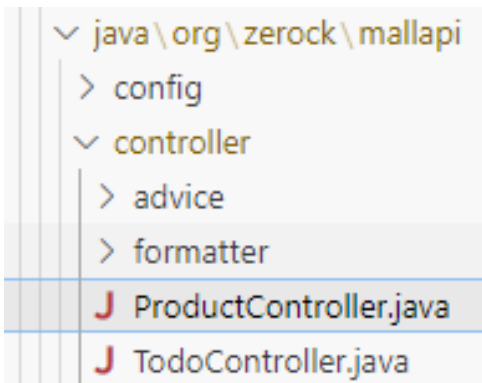 java\org\zerock\mallapi
config
controller
advice
formatter
J ProductController.java
J TodoController.java